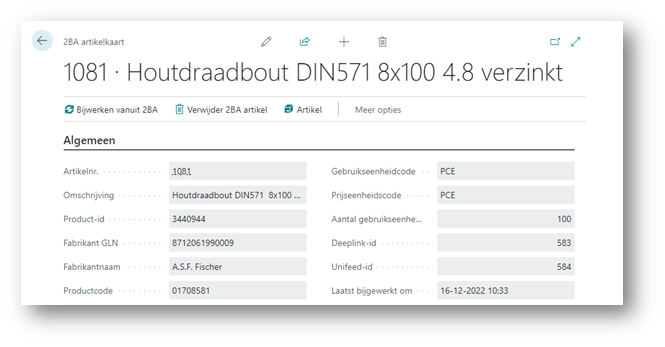 2BA artikelkaart
1081 · Houtdraadbout DIN571 8x100 4.8 verzinkt
Bijwerken vanuit 2BA Verwijder 2BA artikel Artikel Meer opties
Algemeen
Artikelnr. 1081 Gebruikseenheidcode PCE
Omschrijving Houtdraadbout DIN571 8x100 ... Prijseenheidscode PCE
Product-id 3440944 Aantal gebruikseenhe... 100
Fabrikant GLN 8712061990009 Deeplink-id 583
Fabrikantnaam A.S.F. Fischer Unifeed-id 584
Productcode 01708581 Laatst bijgewerkt om 16-12-2022 10:33